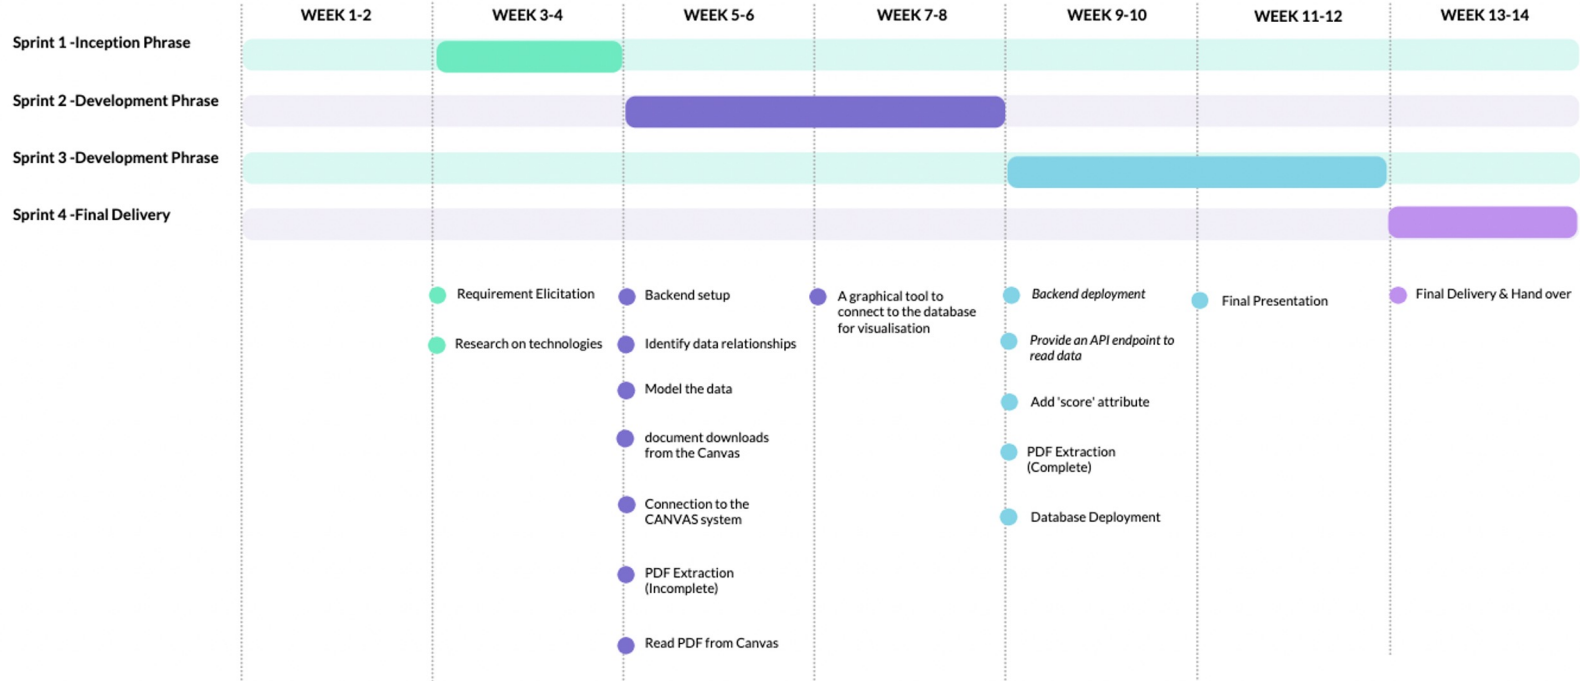 WEEK 1-2
WEEK 3-4
WEEK 5-6
WEEK 7-8
WEEK 9-10
WEEK 11-12
WEEK 13-14
Sprint 1 -Inception Phrase
Sprint 2 -Development Phrase
Sprint 3 -Development Phrase
Sprint 4 -Final Delivery
Requirement Elicitation
Research on technologies
Backend setup
Identify data relationships
Model the data
document downloads
from the Canvas
Connection to the
CANVAS system
PDF Extraction
(Incomplete)
Read PDF from Canvas
A graphical tool to
connect to the database
for visualisation
Backend deployment
Provide an API endpoint to
read data
Add 'score' attribute
PDF Extraction
(Complete)
Database Deployment
Final Presentation
Final Delivery & Hand over